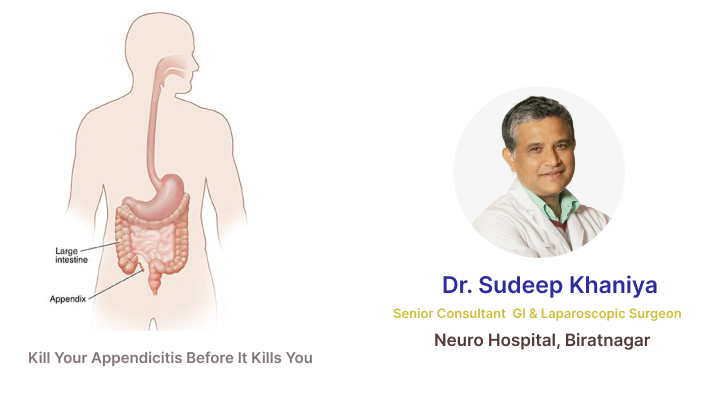 Large
intestine
Appendix
Kill Your Appendicitis Before It Kills You
Dr. Sudeep Khaniya
Senior Consultant  GI & Laparoscopic Surgeon
Neuro Hospital, Biratnagar